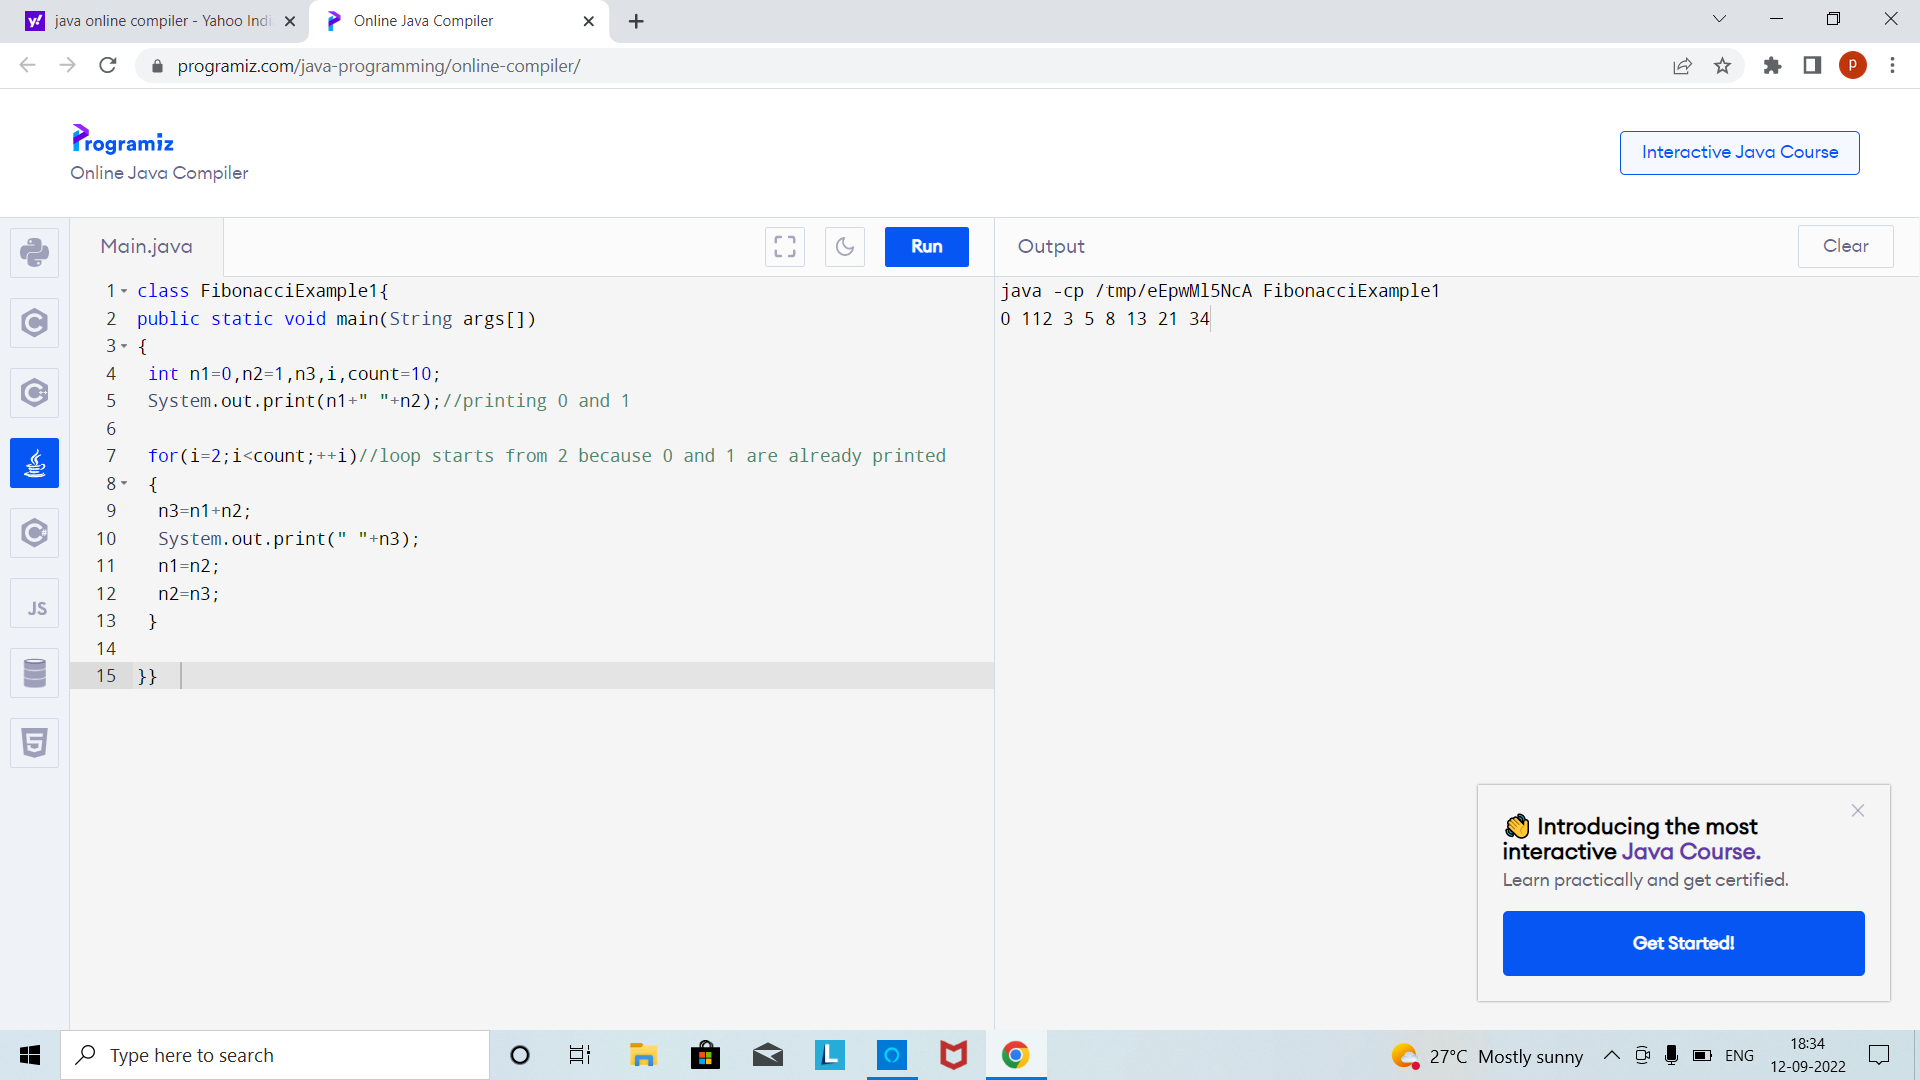 java online compiler - Yahoo Indi
Online Java Compiler
programiz.com/java-programming/online-compiler/
P
Programiz
Online Java Compiler
Interactive Java Course
Main.java
Run
Output
Clear
1 class FibonacciExample1{
2 public static void main(String args[])
3 {
4 int n1=0,n2=1,n3,i,count=10;
5 System.out.print(n1+" "+n2);//printing 0 and 1
6
7 for(i=2;i<count;++i)//loop starts from 2 because 0 and 1 are already printed
8 {
9 n3=n1+n2;
10 System.out.print(" "+n3);
11 n1=n2;
12 n2=n3;
13 }
14
15 }}
java -cp /tmp/eEpwMl5NcA FibonacciExample1
0 112 3 5 8 13 21 34
JS
👏 Introducing the most
interactive Java Course.
Learn practically and get certified.
Get Started!
Type here to search
L
27°C Mostly sunny
ENG
18:34
12-09-2022